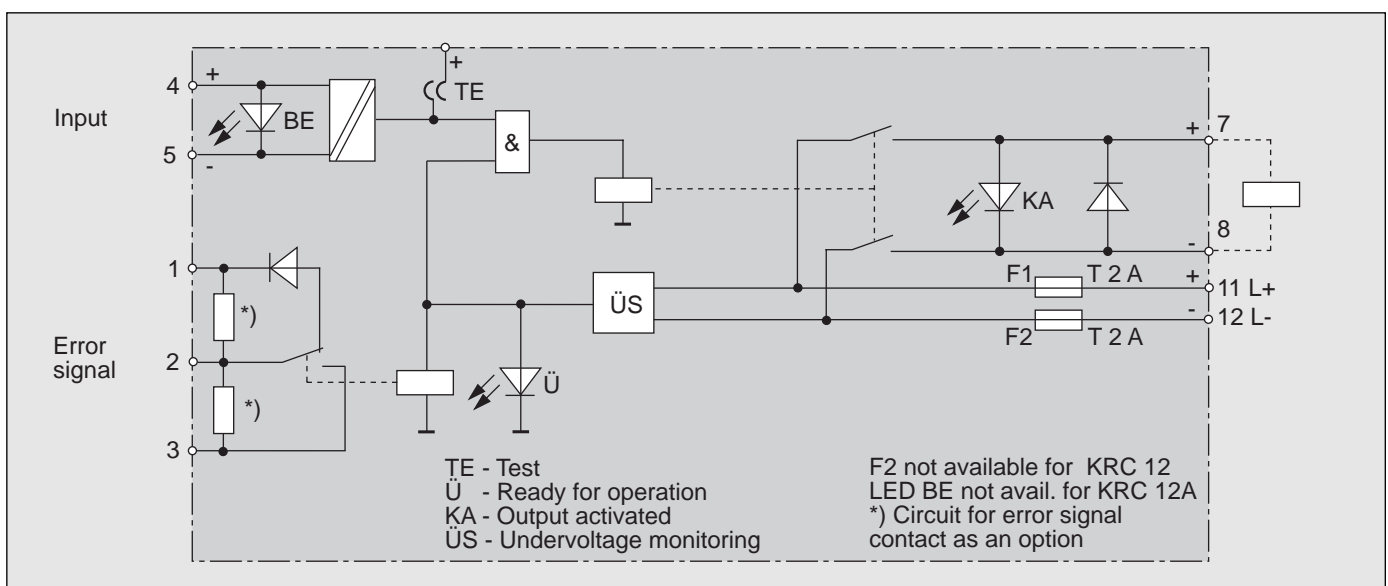 +
4
+
TE
Input
BE
&
+
7
5
-
KA
8
-
1
F1
T 2 A
+
11 L+
*)
ÜS
-
12 L-
Error
signal
2
F2
T 2 A
Ü
*)
3
TE - Test
Ü - Ready for operation
KA - Output activated
ÜS - Undervoltage monitoring
F2 not available for KRC 12
LED BE not avail. for KRC 12A
*) Circuit for error signal
contact as an option